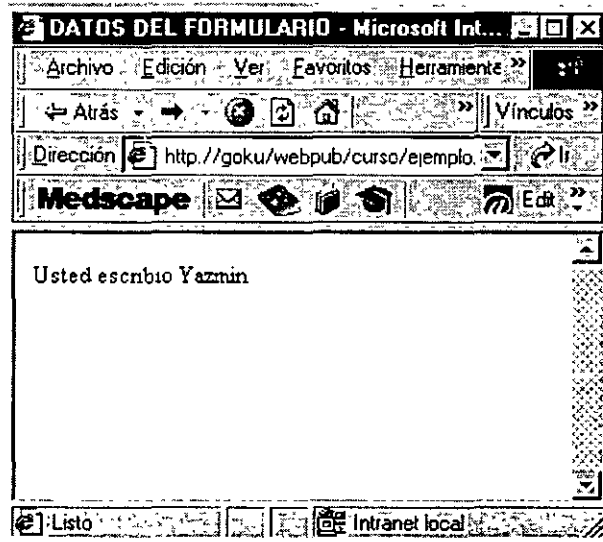 DATOS DEL FORMULARIO - Microsoft Int...
Archivo Edición Ver Favoritos Herramienta »
Atrás » Vínculos »
Dirección http://goku/webpub/curso/ejemplo. Ir
Medscape Edit »
Usted escribio Yazmin
Listo Intranet local